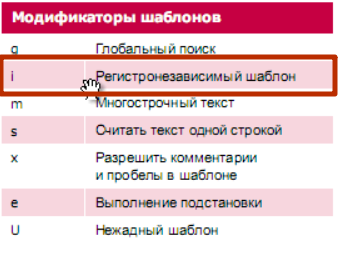 Модификаторы шаблонов
g Глобальный поиск
i Регистронезависимый шаблон
m Многострочный текст
s Считать текст одной строкой
x Разрешить комментарии
и пробелы в шаблоне
e Выполнение подстановки
U Нежадный шаблон